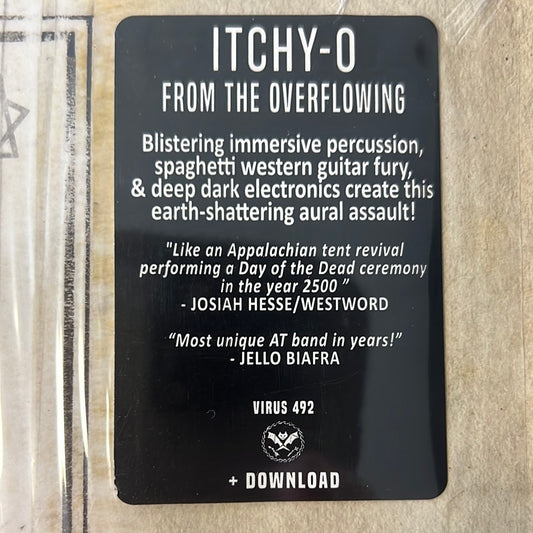 ITCHY-O
FROM THE OVERFLOWING
Blistering immersive percussion,
spaghetti western guitar fury,
& deep dark electronics create this
earth-shattering aural assault!
"Like an Appalachian tent revival
performing a Day of the Dead ceremony
in the year 2500 ”
- JOSIAH HESSE/WESTWORD
“Most unique AT band in years!”
- JELLO BIAFRA
VIRUS 492
+ DOWNLOAD